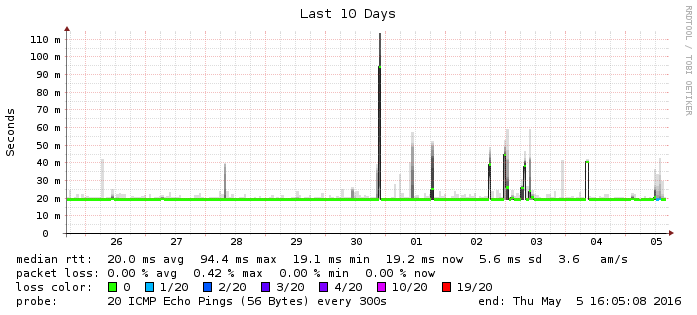 Last 10 Days
RRDTOOL / TOBI OETIKER
Seconds
110 m
100 m
90 m
80 m
70 m
60 m
50 m
40 m
30 m
20 m
10 m
0
26 27 28 29 30 01 02 03 04 05
median rtt: 20.0 ms avg 94.4 ms max 19.1 ms min 19.2 ms now 5.6 ms sd 3.6 am/s
packet loss: 0.00 % avg 0.42 % max 0.00 % min 0.00 % now
loss color: 0 1/20 2/20 3/20 4/20 10/20 19/20
probe: 20 ICMP Echo Pings (56 Bytes) every 300s end: Thu May 5 16:05:08 2016